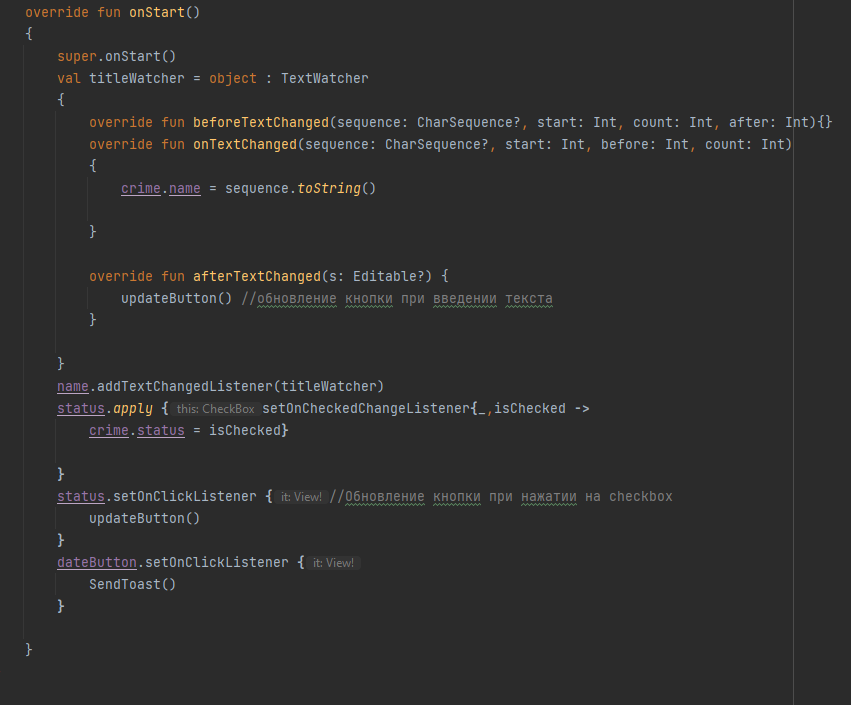 override fun onStart()
{
super.onStart()
val titleWatcher = object : TextWatcher
{
override fun beforeTextChanged(sequence: CharSequence?, start: Int, count: Int, after: Int){}
override fun onTextChanged(sequence: CharSequence?, start: Int, before: Int, count: Int)
{
crime.name = sequence.toString()
}
override fun afterTextChanged(s: Editable?) {
updateButton() //обновление кнопки при введении текста
}
}
name.addTextChangedListener(titleWatcher)
status.apply { this: CheckBox setOnCheckedChangeListener{_,isChecked ->
crime.status = isChecked}
}
status.setOnClickListener { it: View! //Обновление кнопки при нажатии на checkbox
updateButton()
}
dateButton.setOnClickListener { it: View!
SendToast()
}
}